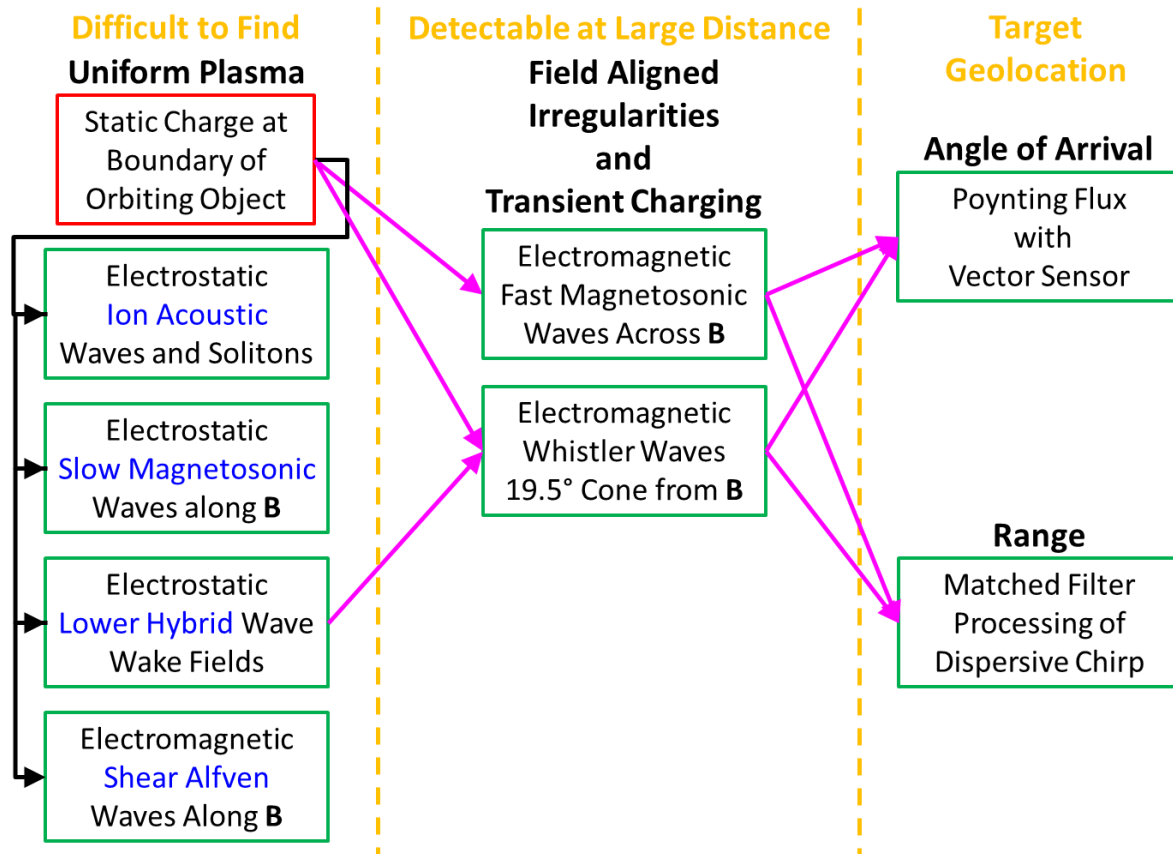 Difficult to Find
Uniform Plasma
Static Charge at
Boundary of
Orbiting Object
Electrostatic
Ion Acoustic
Waves and Solitons
Electrostatic
Slow Magnetosonic
Waves along B
Electrostatic
Lower Hybrid Wave
Wake Fields
Electromagnetic
Shear Alfven
Waves Along B
Detectable at Large Distance
Field Aligned
Irregularities
and
Transient Charging
Electromagnetic
Fast Magnetosonic
Waves Across B
Electromagnetic
Whistler Waves
19.5° Cone from B
Target
Geolocation
Angle of Arrival
Poynting Flux
with
Vector Sensor
Range
Matched Filter
Processing of
Dispersive Chirp